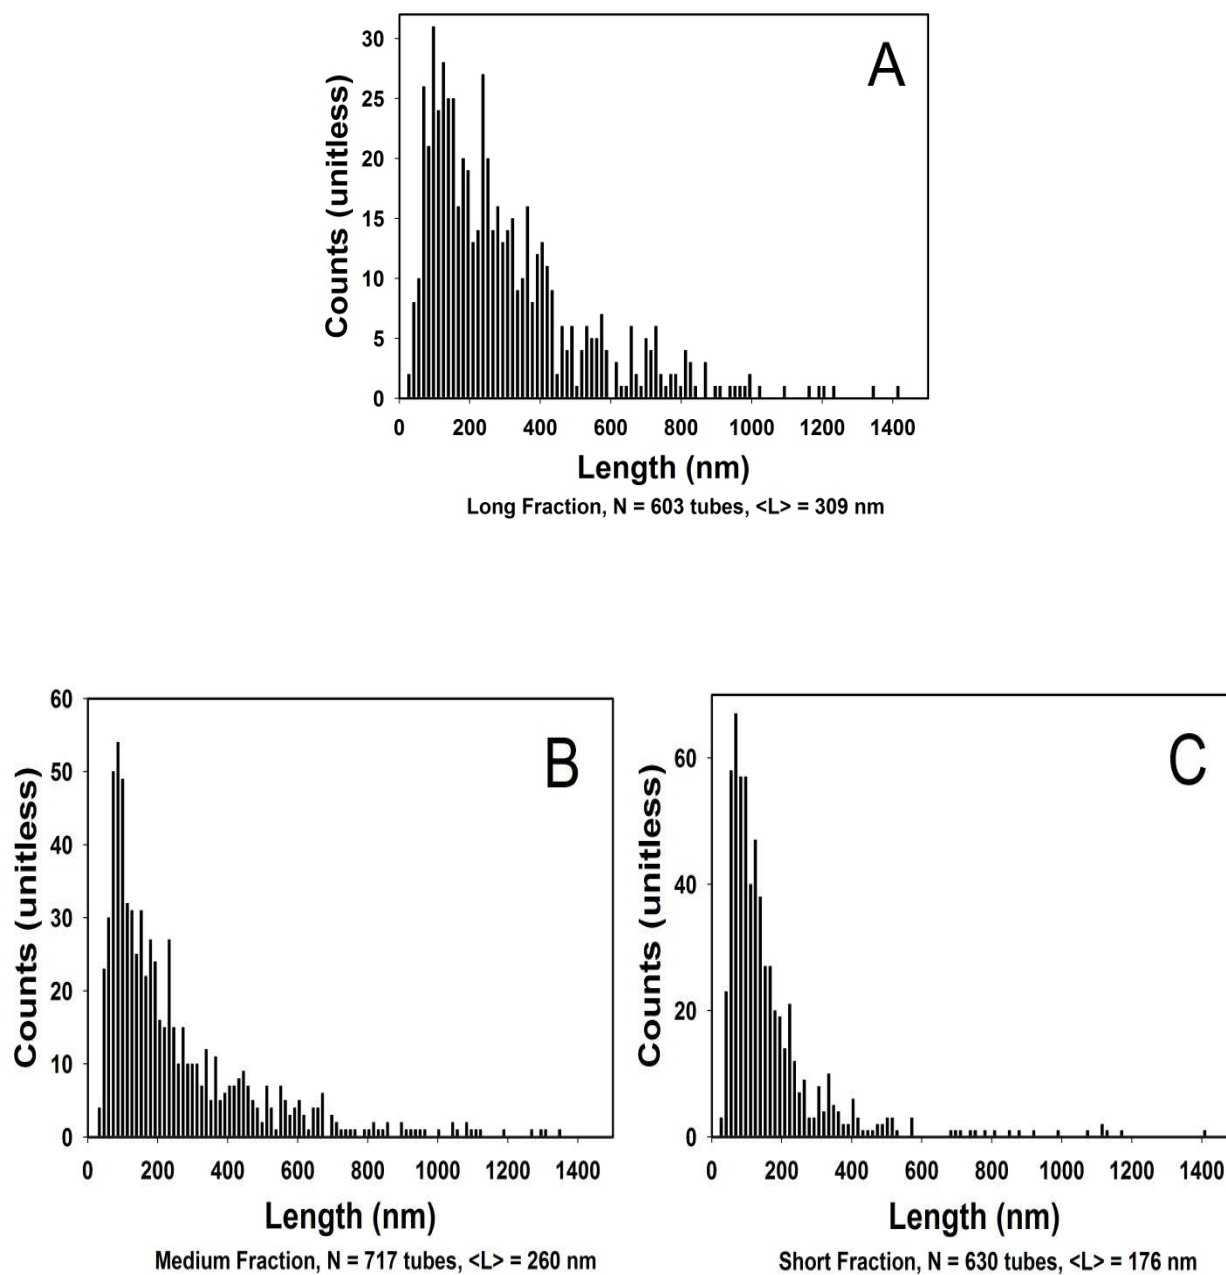 A
Counts (unitless)
30
25
20
15
10
5
0
0 200 400 600 800 1000 1200 1400
Length (nm)
Long Fraction, N = 603 tubes, <L> = 309 nm
B
Counts (unitless)
60
50
40
30
20
10
0
0 200 400 600 800 1000 1200 1400
Length (nm)
Medium Fraction, N = 717 tubes, <L> = 260 nm
C
Counts (unitless)
60
40
20
0
0 200 400 600 800 1000 1200 1400
Length (nm)
Short Fraction, N = 630 tubes, <L> = 176 nm